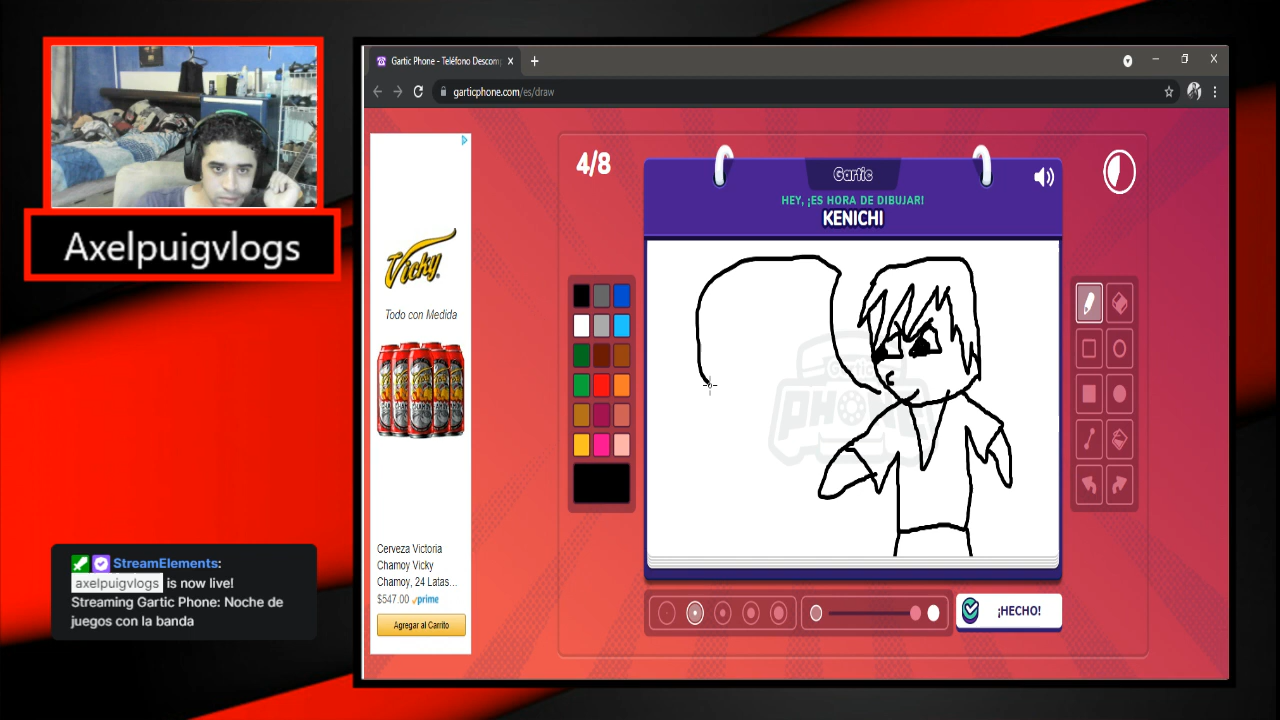 Gartic Phone - Teléfono Descom
garticphone.com/es/draw
Axelpuigvlogs
StreamElements:
axelpuigvlogs is now live!
Streaming Gartic Phone: Noche de
juegos con la banda
Vicky
Todo con Medida
Cerveza Victoria
Chamoy Vicky
Chamoy, 24 Latas...
$547.00 prime
Agregar al Carrito
4/8
Gartic
HEY, ¡ES HORA DE DIBUJAR!
KENICHI
Gartic
PHONE
¡HECHO!